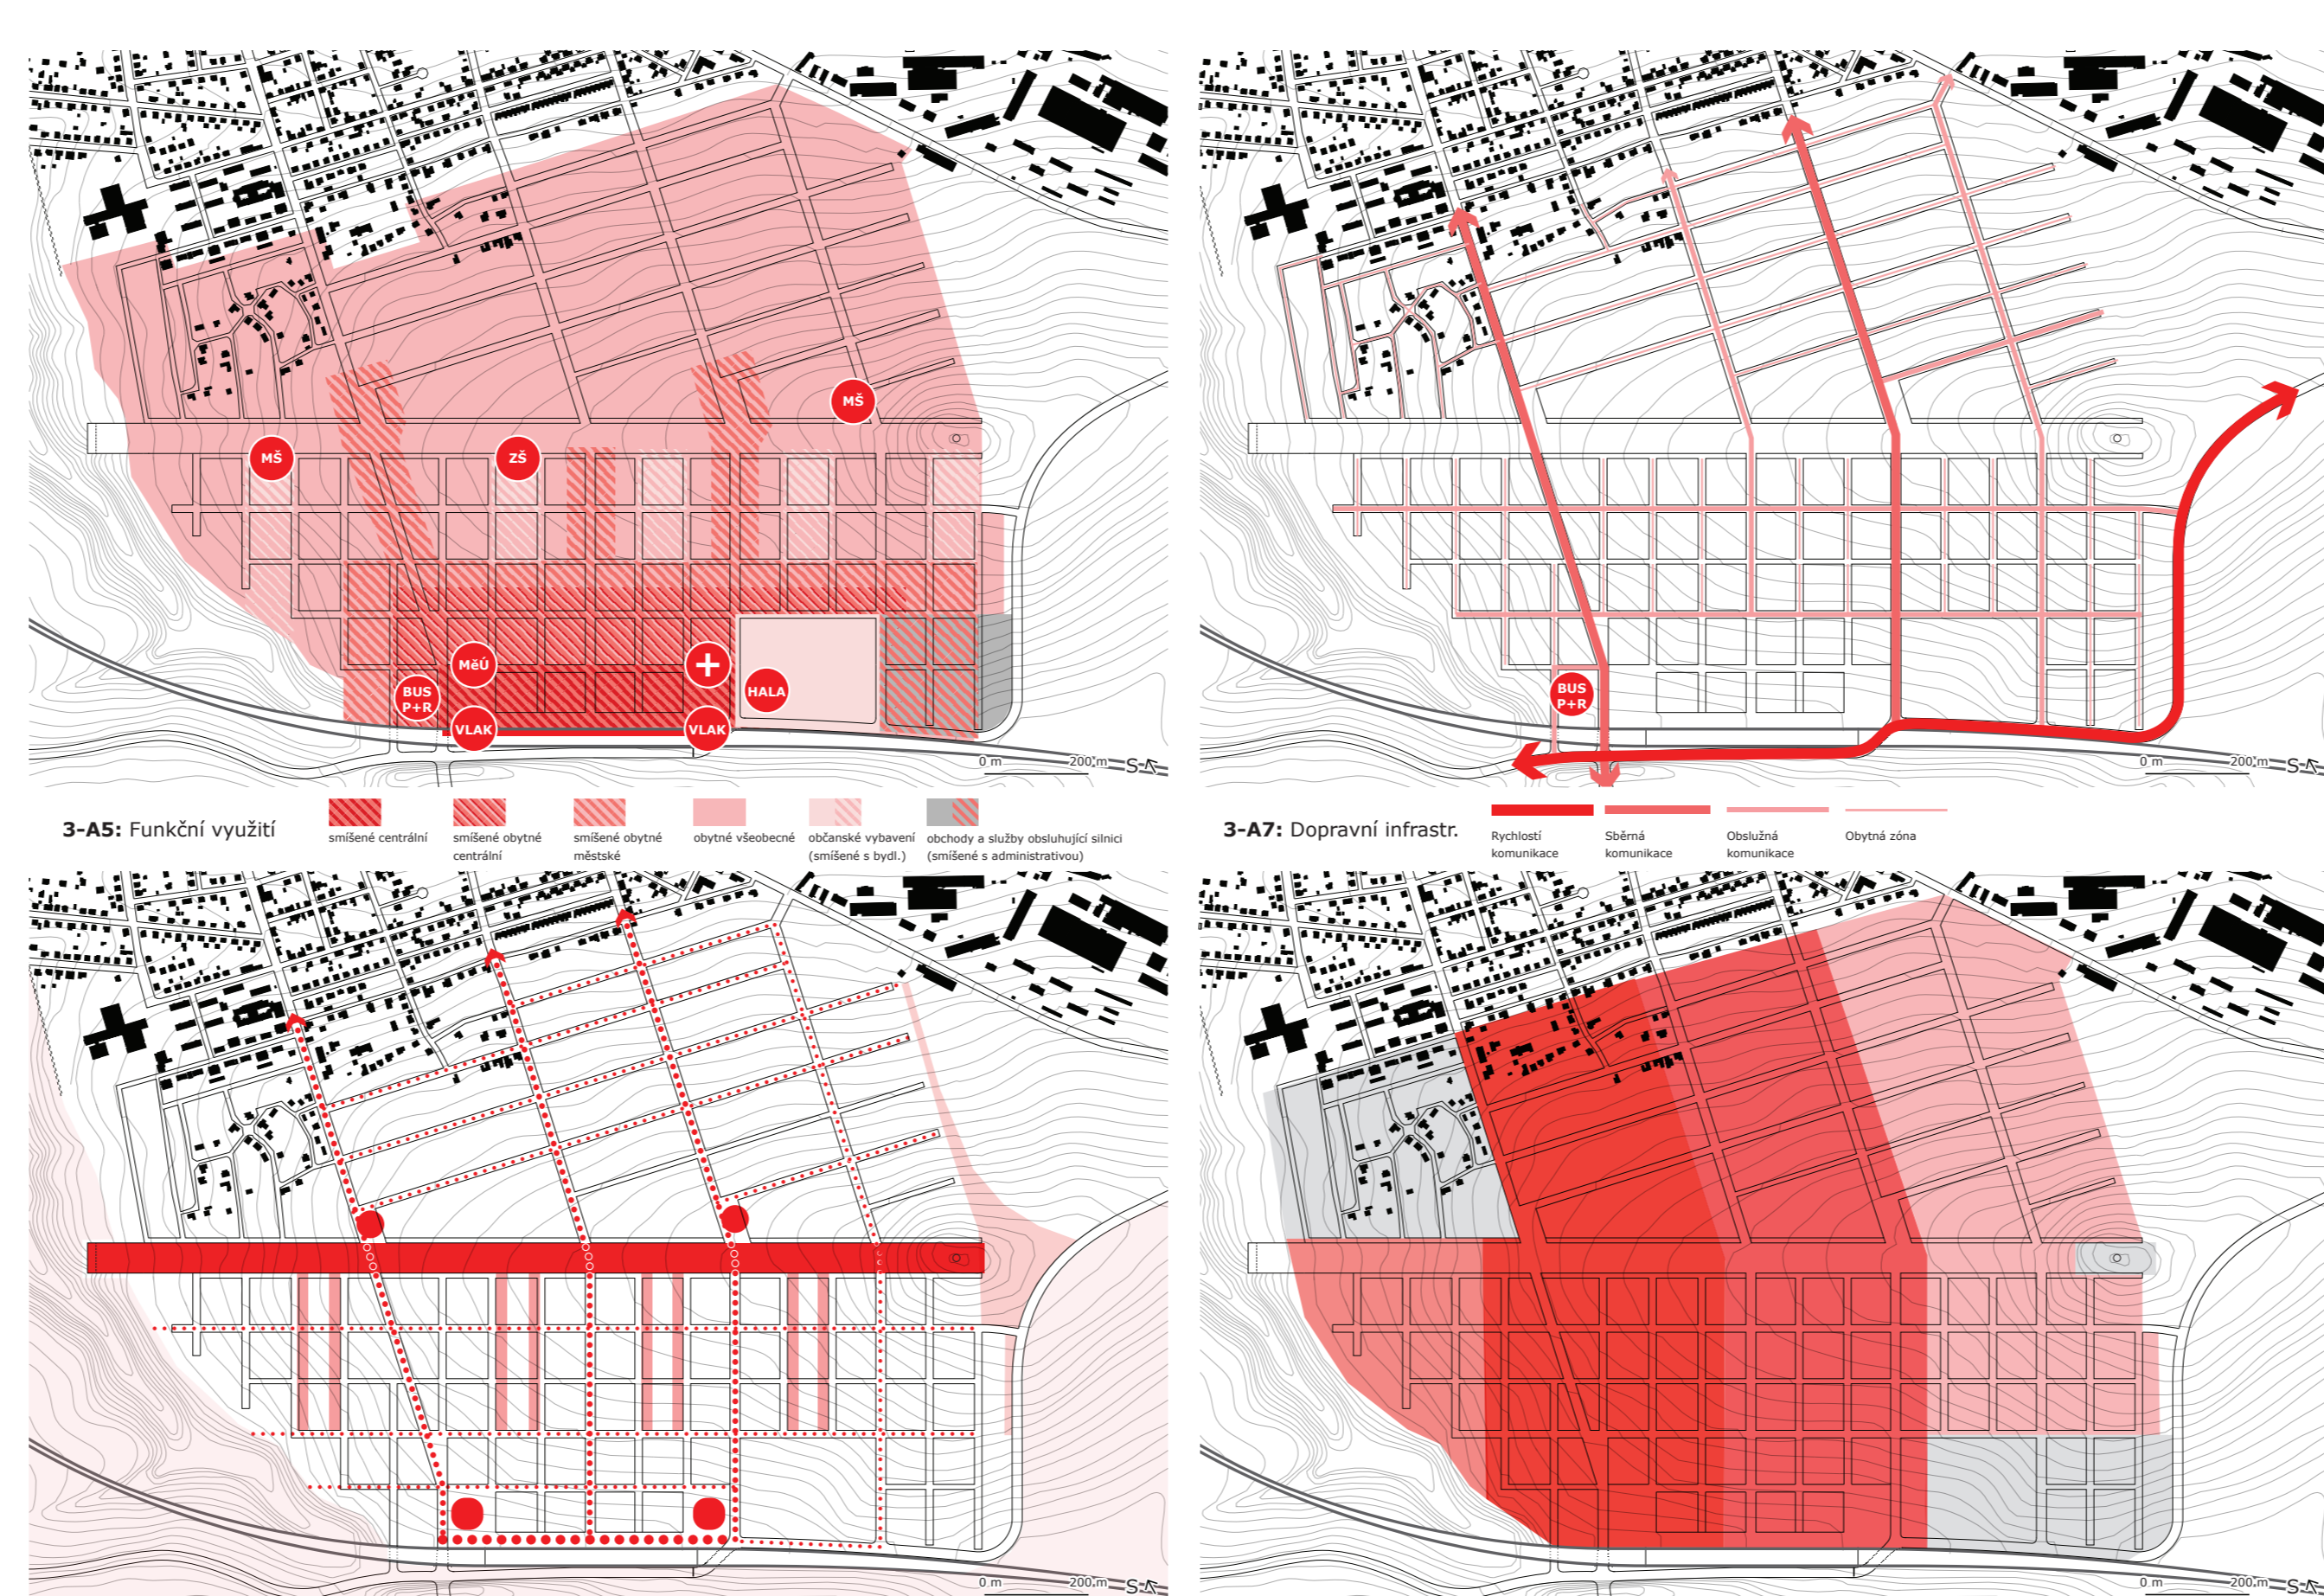 MŠ
MŠ
ZŠ
MěÚ
+
BUS
P+R
HALA
VLAK
VLAK
0 m 200 m S
BUS
P+R
0 m 200 m S
3-A5: Funkční využití
smíšené centrální
smíšené obytné
centrální
smíšené obytné
městské
obytné všeobecné
občanské vybavení
(smíšené s bydl.)
obchody a služby obsluhující silnici
(smíšené s administrativou)
3-A7: Dopravní infrastr.
Rychlostí
komunikace
Sběrná
komunikace
Obslužná
komunikace
Obytná zóna
0 m 200 m S
0 m 200 m S